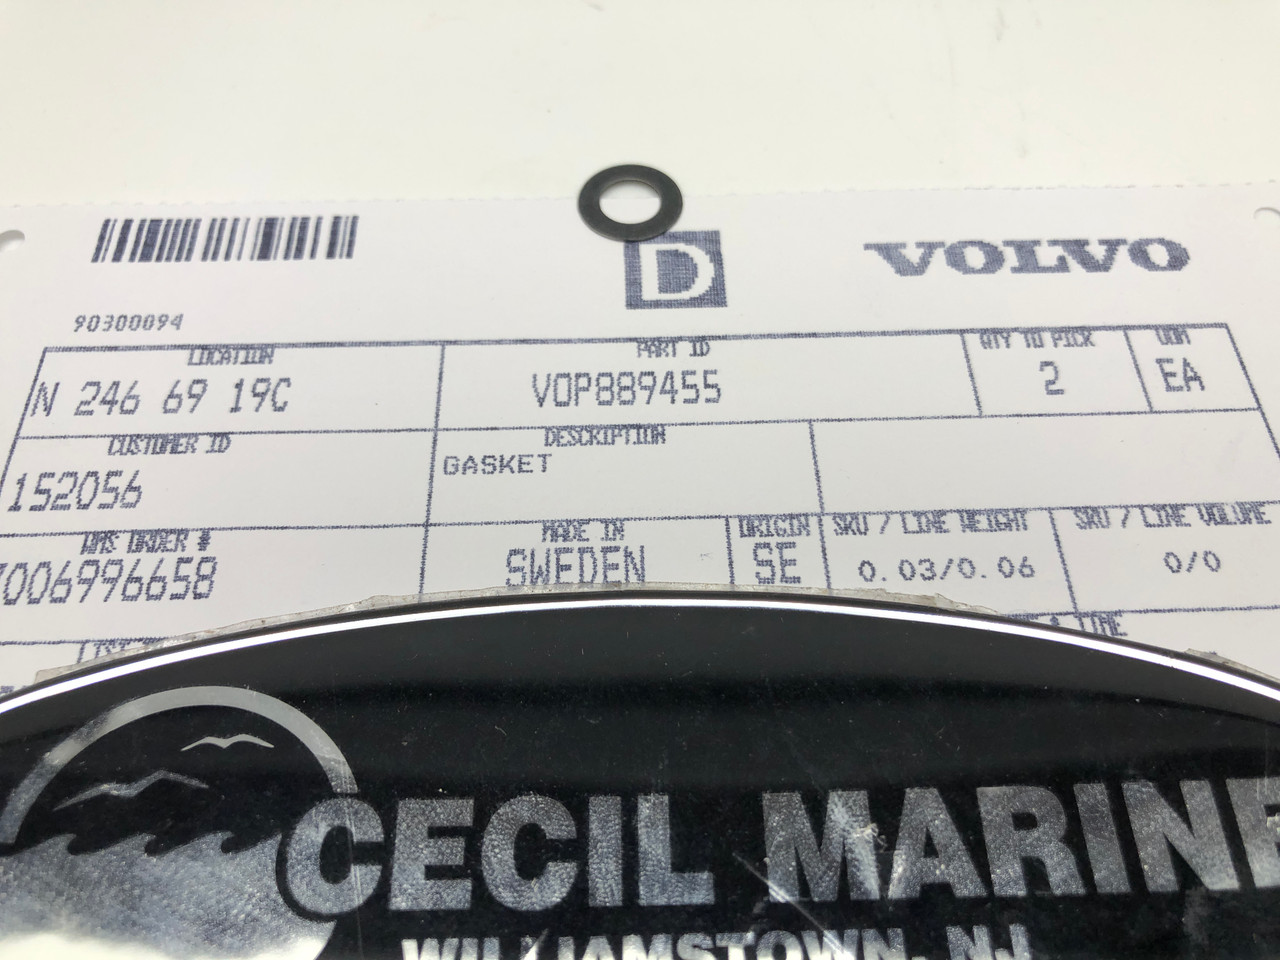 D
VOLVO
90300094
LOCATION
PART ID
QTY TO PICK
UOM
N 246 69 19C
VOP889455
2
EA
CUSTOMER ID
DESCRIPTION
152056
GASKET
WMS ORDER #
MADE IN
ORIGIN
SKU / LINE WEIGHT
SKU / LINE VOLUME
006996658
SWEDEN
SE
0.03/0.06
0/0
TIME
CECIL MARINE
WILLIAMSTOWN, NJ